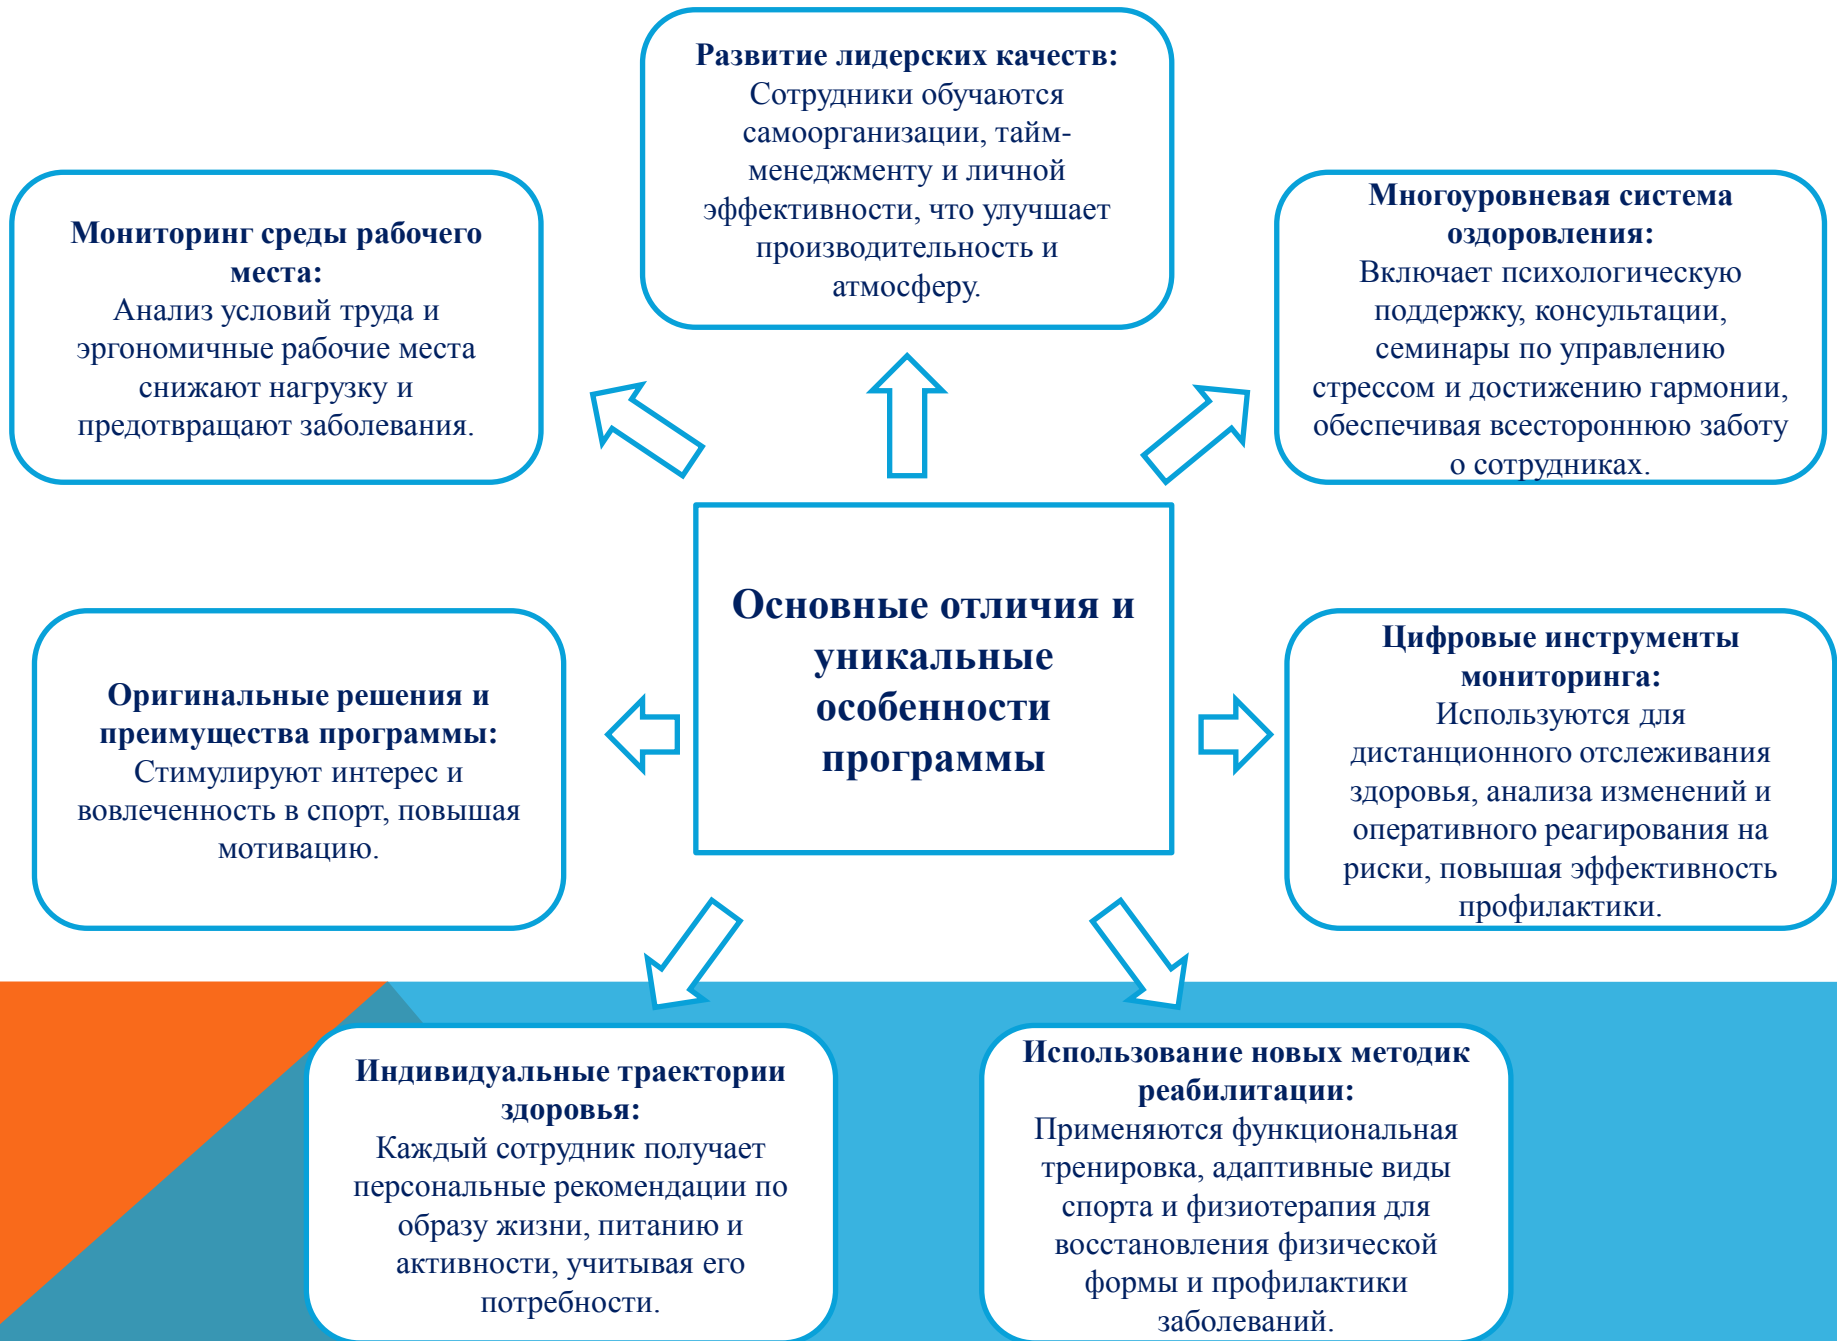 Развитие лидерских качеств:
Сотрудники обучаются
самоорганизации, тайм-
менеджменту и личной
эффективности, что улучшает
производительность и
атмосферу.
Мониторинг среды рабочего
места:
Анализ условий труда и
эргономичные рабочие места
снижают нагрузку и
предотвращают заболевания.
Многоуровневая система
оздоровления:
Включает психологическую
поддержку, консультации,
семинары по управлению
стрессом и достижению гармонии,
обеспечивая всестороннюю заботу
о сотрудниках.
Основные отличия и
уникальные
особенности
программы
Оригинальные решения и
преимущества программы:
Стимулируют интерес и
вовлеченность в спорт, повышая
мотивацию.
Цифровые инструменты
мониторинга:
Используются для
дистанционного отслеживания
здоровья, анализа изменений и
оперативного реагирования на
риски, повышая эффективность
профилактики.
Индивидуальные траектории
здоровья:
Каждый сотрудник получает
персональные рекомендации по
образу жизни, питанию и
активности, учитывая его
потребности.
Использование новых методик
реабилитации:
Применяются функциональная
тренировка, адаптивные виды
спорта и физиотерапия для
восстановления физической
формы и профилактики
заболеваний.